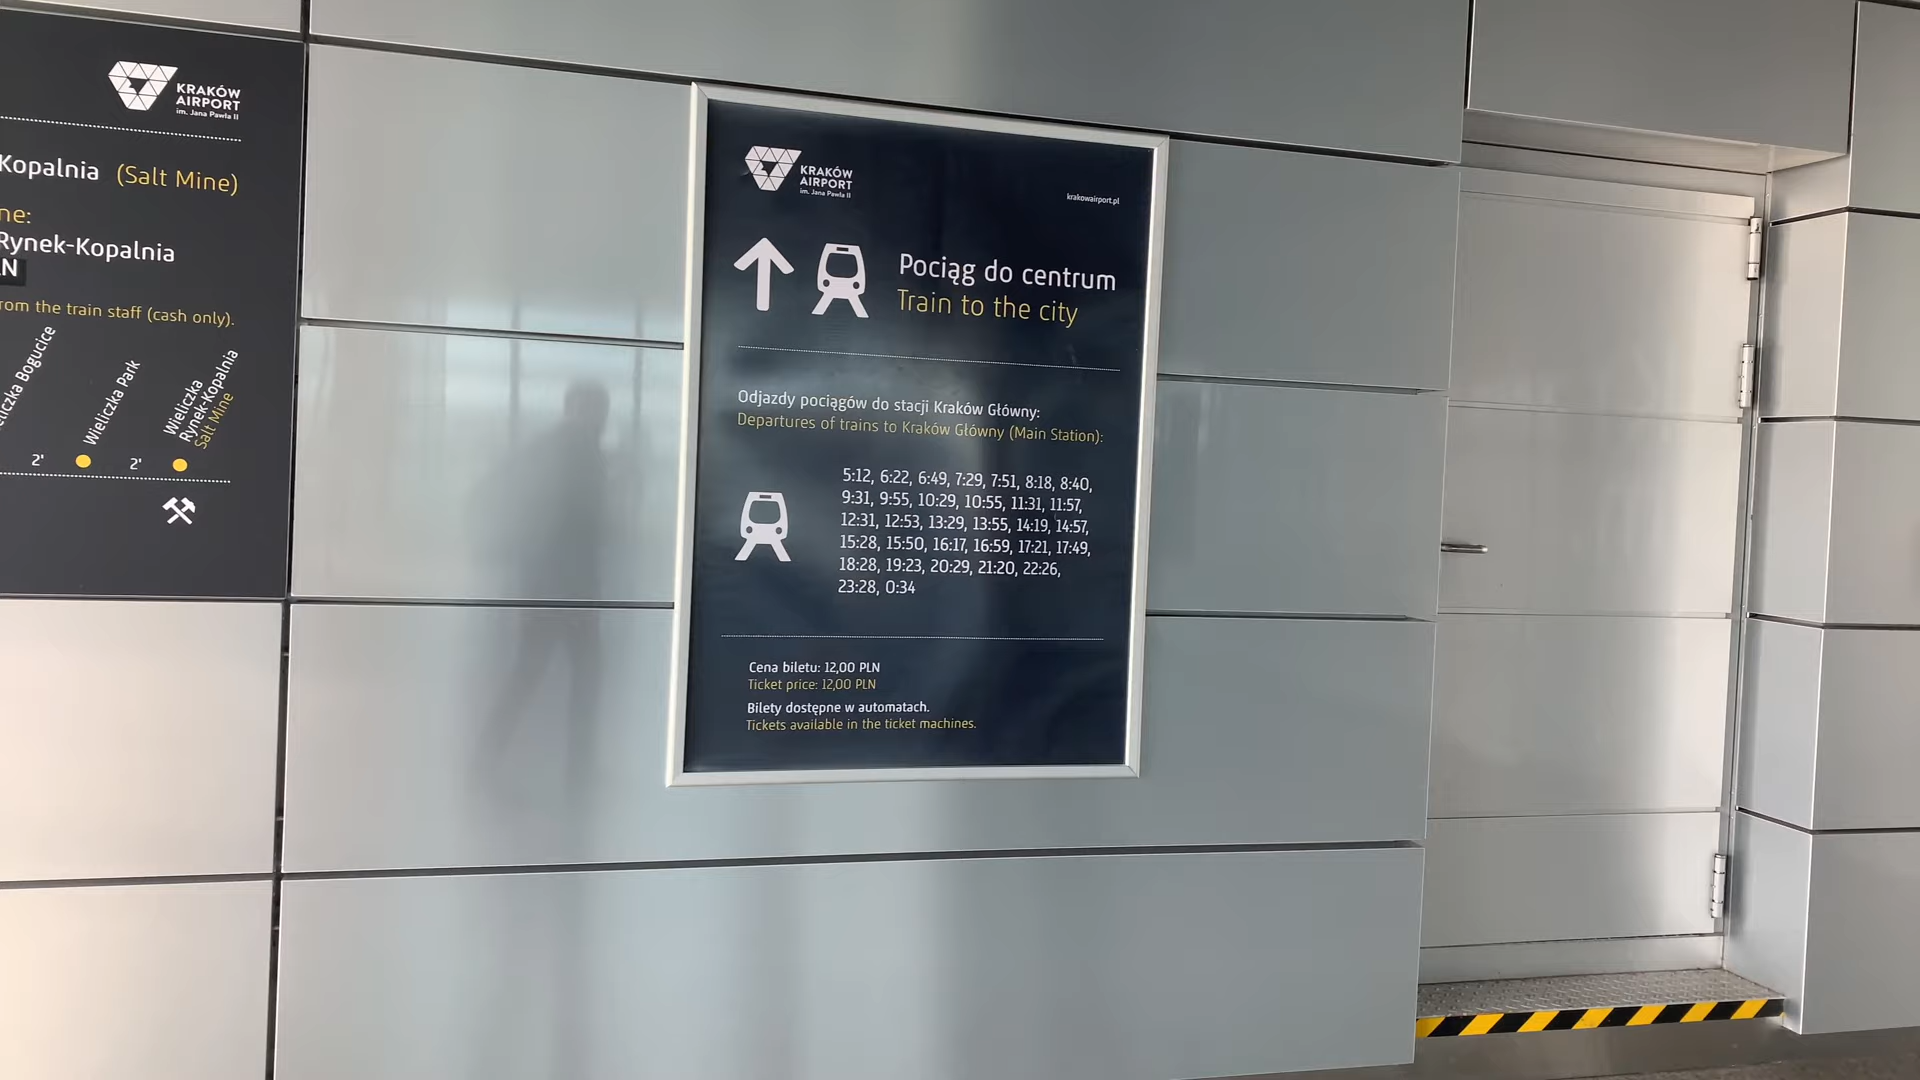 KRAKÓW
AIRPORT
im. Jana Pawła II
Kopalnia (Salt Mine)
Rynek-Kopalnia
the train staff (cash only).
Wieliczka Park
Wieliczka
Rynek-Kopalnia
Salt Mine
2' 2'
KRAKÓW
AIRPORT
im. Jana Pawła II
krakowairport.pl
Pociąg do centrum
Train to the city
Odjazdy pociągów do stacji Kraków Główny:
Departures of trains to Kraków Główny (Main Station):
5:12, 6:22, 6:49, 7:29, 7:51, 8:18, 8:40,
9:31, 9:55, 10:29, 10:55, 11:31, 11:57,
12:31, 12:53, 13:29, 13:55, 14:19, 14:57,
15:28, 15:50, 16:17, 16:59, 17:21, 17:49,
18:28, 19:23, 20:29, 21:20, 22:26,
23:28, 0:34
Cena biletu: 12,00 PLN
Ticket price: 12,00 PLN
Bilety dostępne w automatach.
Tickets available in the ticket machines.